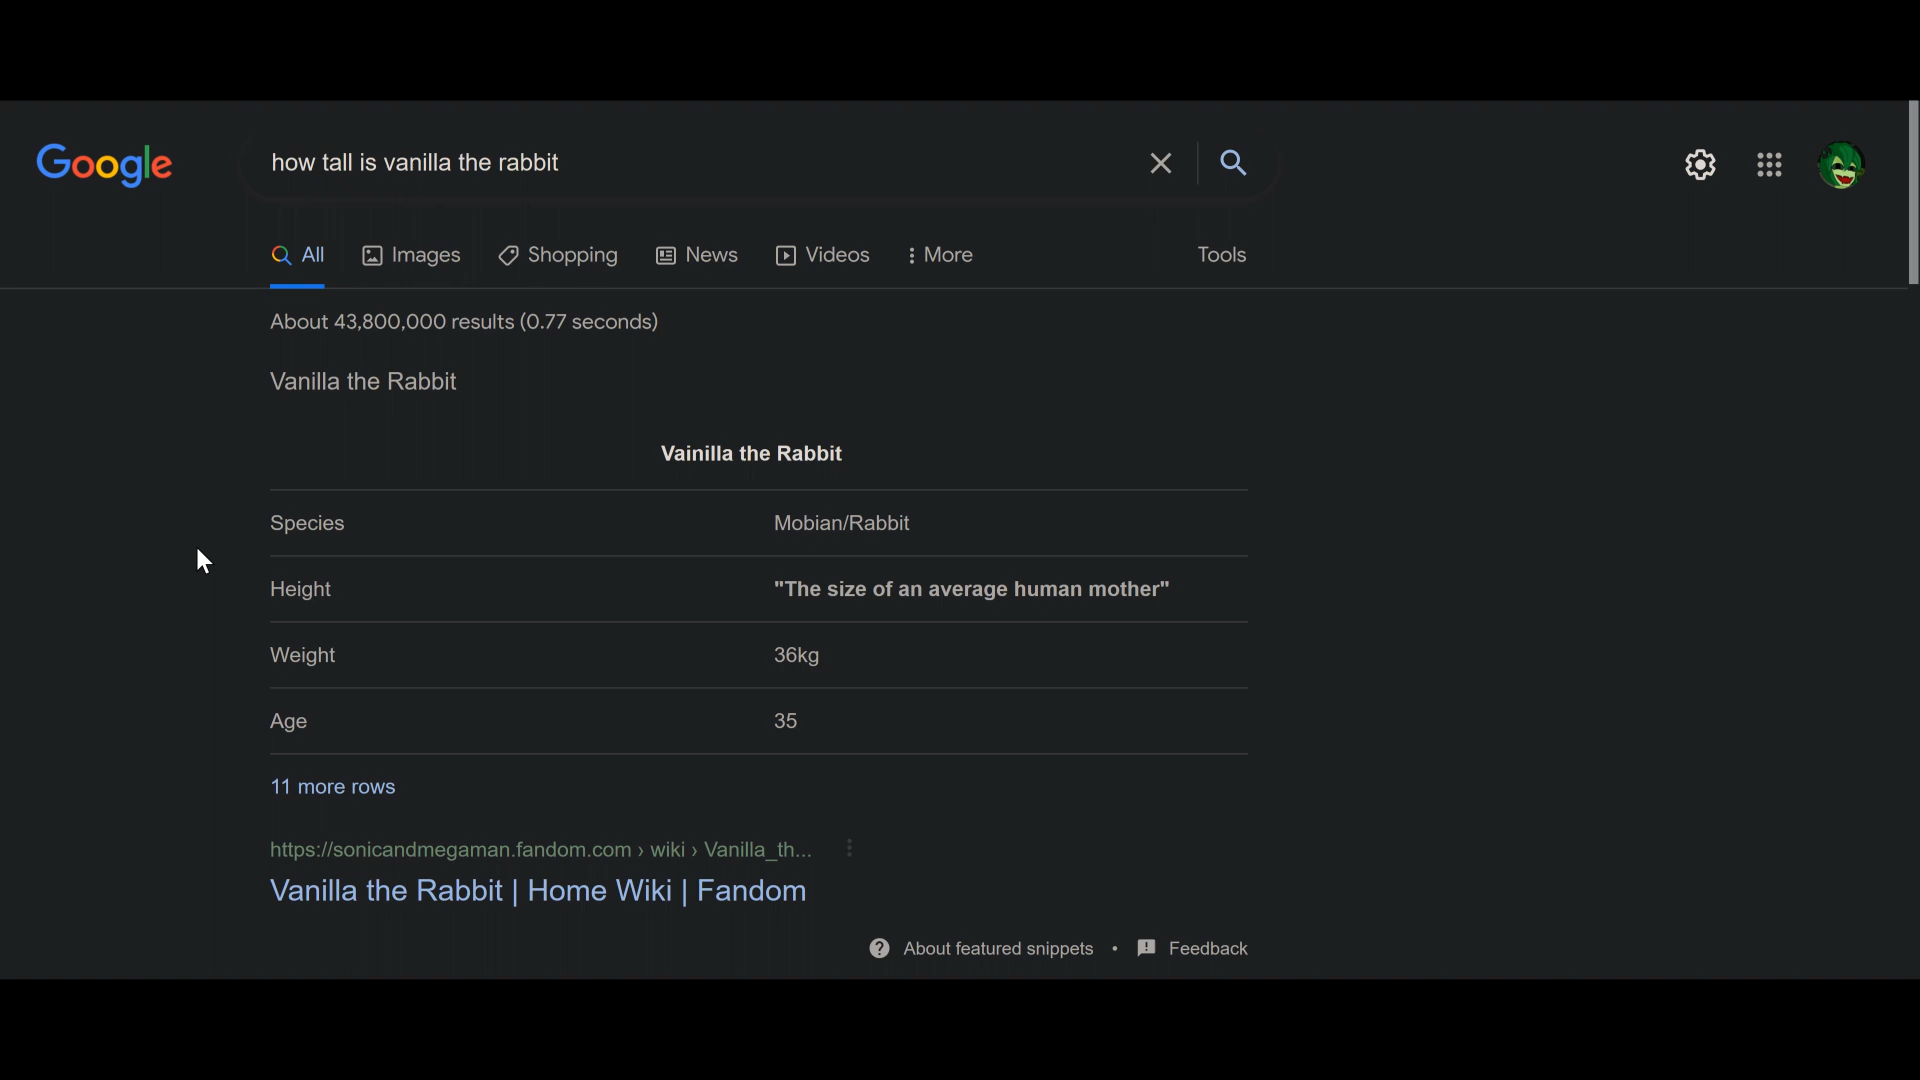 Google
how tall is vanilla the rabbit
All Images Shopping News Videos More Tools
About 43,800,000 results (0.77 seconds)
Vanilla the Rabbit
Vainilla the Rabbit
Species Mobian/Rabbit
Height "The size of an average human mother"
Weight 36kg
Age 35
11 more rows
https://sonicandmegaman.fandom.com › wiki › Vanilla_th...
Vanilla the Rabbit | Home Wiki | Fandom
About featured snippets • Feedback